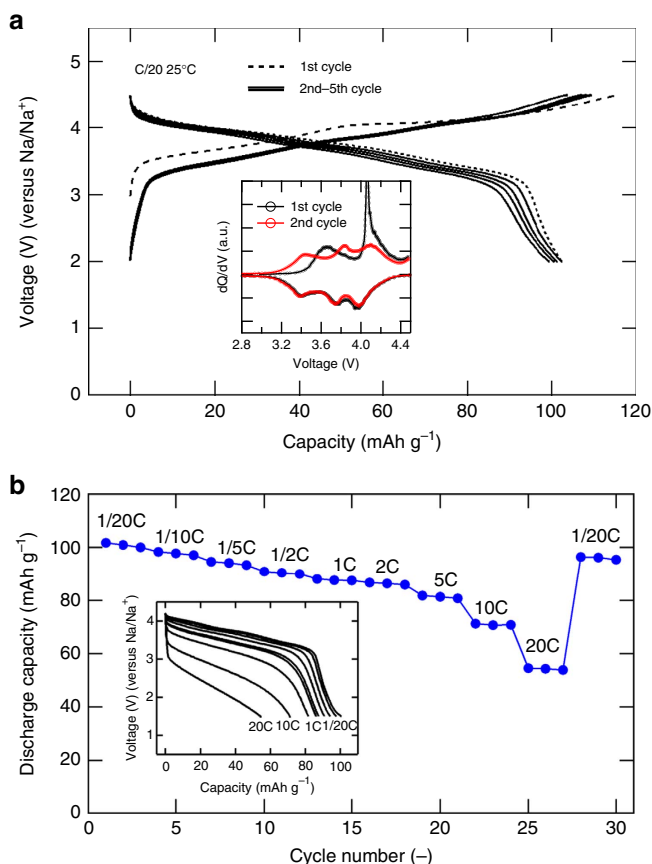 a
C/20 25°C
1st cycle
2nd–5th cycle
Voltage (V) (versus Na/Na⁺)
5
4
3
2
1
0
0 20 40 60 80 100 120
Capacity (mAh g⁻¹)
1st cycle
2nd cycle
dQ/dV (a.u.)
2.8 3.2 3.6 4.0 4.4
Voltage (V)
b
Discharge capacity (mAh g⁻¹)
120
100
80
60
40
20
0
1/20C
1/10C
1/5C
1/2C
1C
2C
5C
10C
20C
1/20C
0 5 10 15 20 25 30
Cycle number (–)
Voltage (V) (versus Na/Na⁺)
4
3
2
1
20C 10C 1C 1/20C
0 20 40 60 80 100
Capacity (mAh g⁻¹)